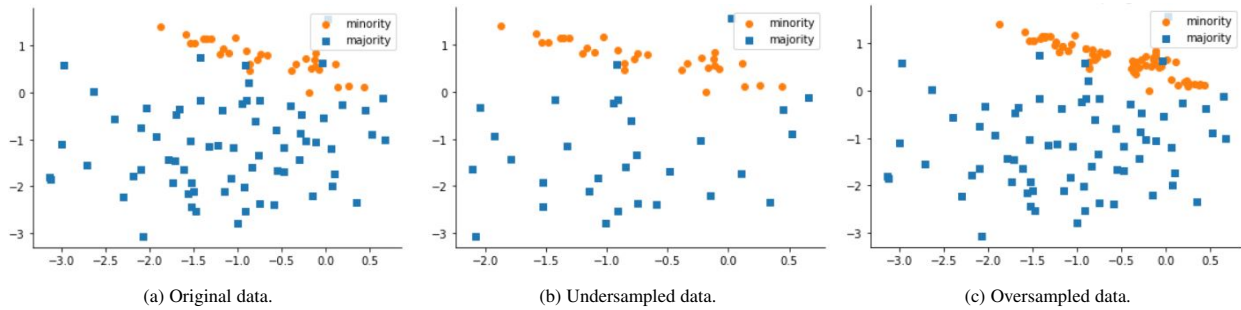 minority
majority
1
0
−1
−2
−3
−3.0 −2.5 −2.0 −1.5 −1.0 −0.5 0.0 0.5
(a) Original data.
minority
majority
1
0
−1
−2
−3
−2.0 −1.5 −1.0 −0.5 0.0 0.5
(b) Undersampled data.
minority
majority
1
0
−1
−2
−3
−3.0 −2.5 −2.0 −1.5 −1.0 −0.5 0.0 0.5
(c) Oversampled data.